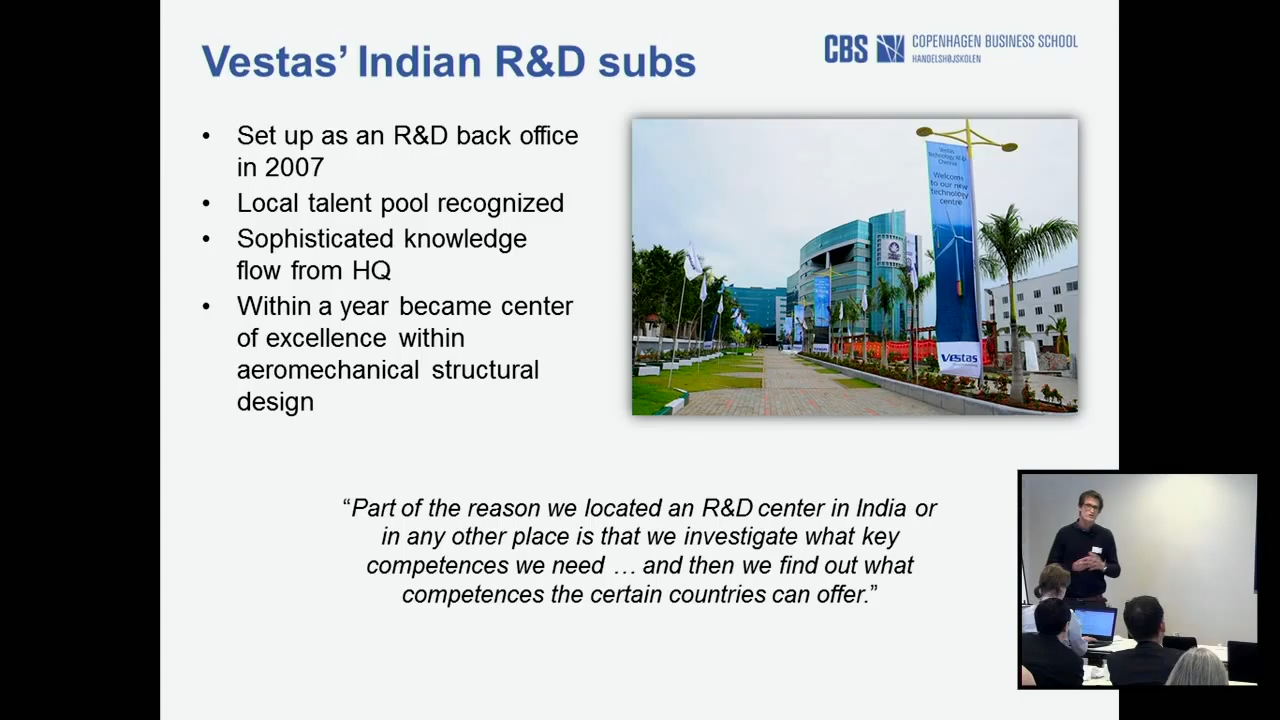 Vestas’ Indian R&D subs
CBS COPENHAGEN BUSINESS SCHOOL
HANDELSHØJSKOLEN
• Set up as an R&D back office
in 2007
• Local talent pool recognized
• Sophisticated knowledge
flow from HQ
• Within a year became center
of excellence within
aeromechanical structural
design
Welcome
to our new
technology
centre
Vestas
“Part of the reason we located an R&D center in India or
in any other place is that we investigate what key
competences we need … and then we find out what
competences the certain countries can offer.”